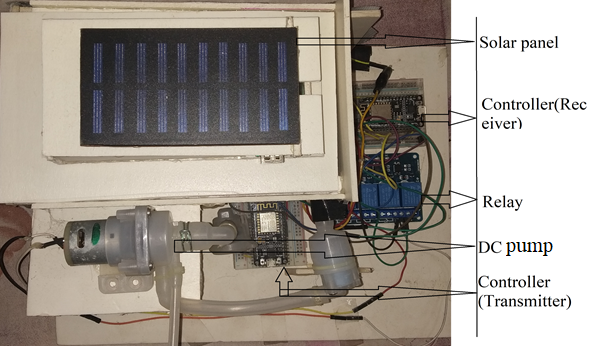 Solar panel
Controller(Rec
eiver)
Relay
DC pump
Controller
(Transmitter)